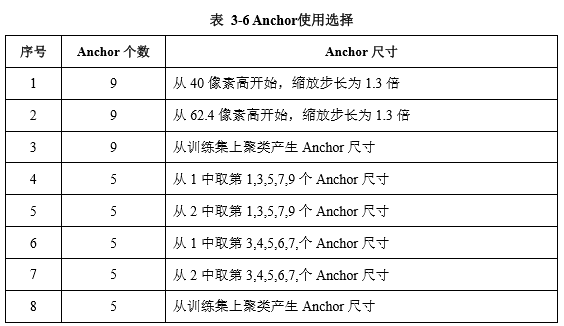 表 3-6 Anchor使用选择
序号 Anchor 个数 Anchor 尺寸
1 9 从 40 像素高开始，缩放步长为 1.3 倍
2 9 从 62.4 像素高开始，缩放步长为 1.3 倍
3 9 从训练集上聚类产生 Anchor 尺寸
4 5 从 1 中取第 1,3,5,7,9 个 Anchor 尺寸
5 5 从 2 中取第 1,3,5,7,9 个 Anchor 尺寸
6 5 从 1 中取第 3,4,5,6,7,个 Anchor 尺寸
7 5 从 2 中取第 3,4,5,6,7,个 Anchor 尺寸
8 5 从训练集上聚类产生 Anchor 尺寸